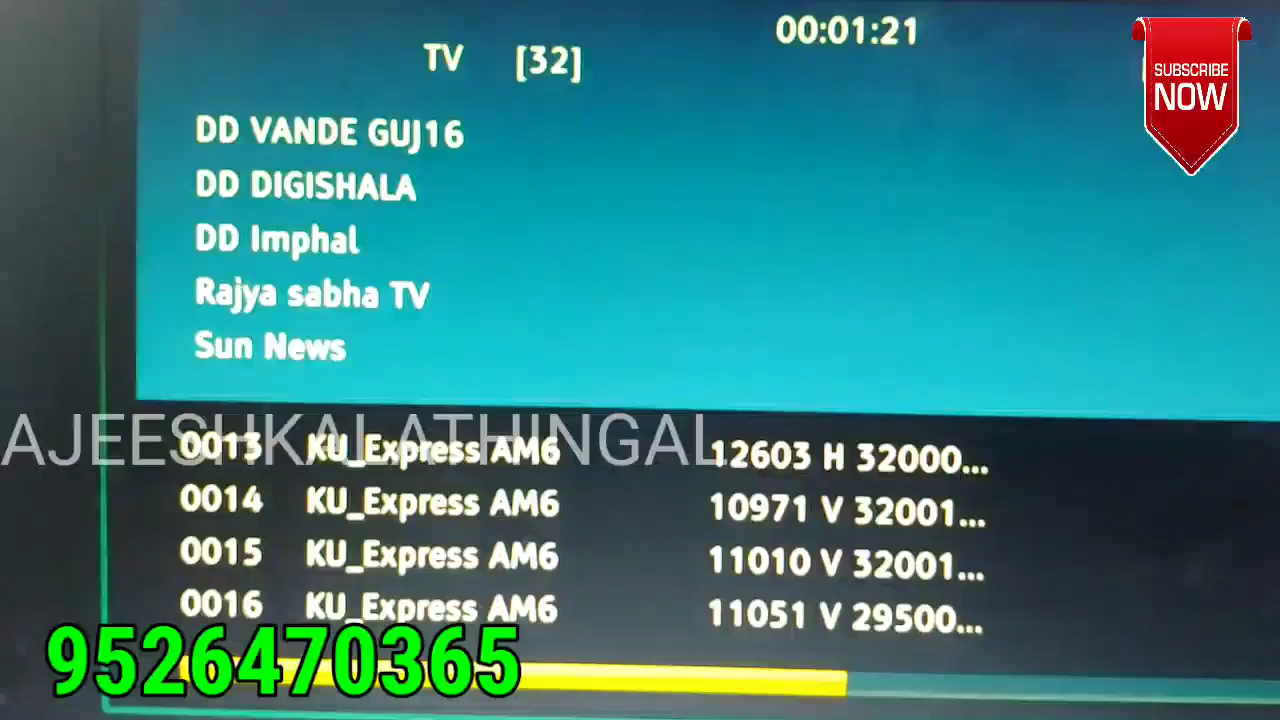 00:01:21
TV [32]
SUBSCRIBE
NOW
DD VANDE GUJ16
DD DIGISHALA
DD Imphal
Rajya sabha TV
Sun News
AJEESHKALATHINGAL
0013 KU_Express AM6 12603 H 32000...
0014 KU_Express AM6 10971 V 32001...
0015 KU_Express AM6 11010 V 32001...
0016 KU_Express AM6 11051 V 29500...
9526470365